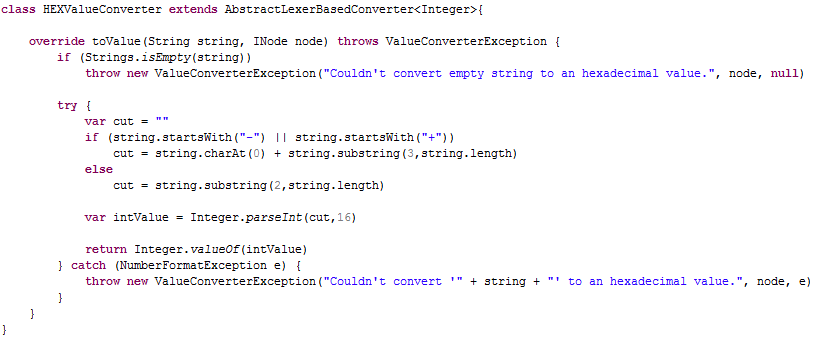 class HEXValueConverter extends AbstractLexerBasedConverter<Integer>{
override toValue(String string, INode node) throws ValueConverterException {
if (Strings.isEmpty(string))
throw new ValueConverterException("Couldn't convert empty string to an hexadecimal value.", node, null)
try {
var cut = ""
if (string.startsWith("-") || string.startsWith("+"))
cut = string.charAt(0) + string.substring(3,string.length)
else
cut = string.substring(2,string.length)
var intValue = Integer.parseInt(cut,16)
return Integer.valueOf(intValue)
} catch (NumberFormatException e) {
throw new ValueConverterException("Couldn't convert '" + string + "' to an hexadecimal value.", node, e)
}
}
}